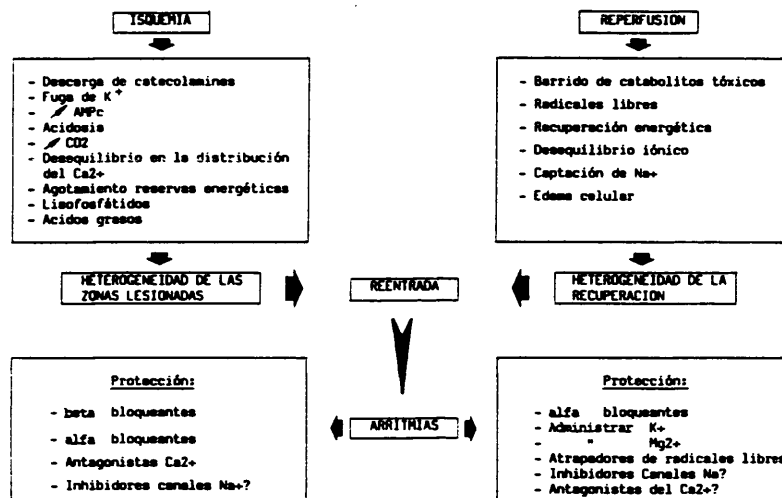 ISQUEMIA
- Descarga de catecolaminas
- Fuga de K+
- AMPc
- Acidosis
- CO2
- Desequilibrio en la distribución
del Ca2+
- Agotamiento reservas energéticas
- Lisofosfátidos
- Acidos grasos
HETEROGENEIDAD DE LAS
ZONAS LESIONADAS
REPERFUSION
- Barrido de catabolitos tóxicos
- Radicales libres
- Recuperación energética
- Desequilibrio iónico
- Captación de Na+
- Edema celular
HETEROGENEIDAD DE LA
RECUPERACION
REENTRADA
ARRITMIAS
Protección:
- beta bloqueantes
- alfa bloqueantes
- Antagonistas Ca2+
- Inhibidores canales Na+?
Protección:
- alfa bloqueantes
- Administrar K+
- " Mg2+
- Atrapadores de radicales libres
- Inhibidores Canales Na?
- Antagonistas del Ca2+?